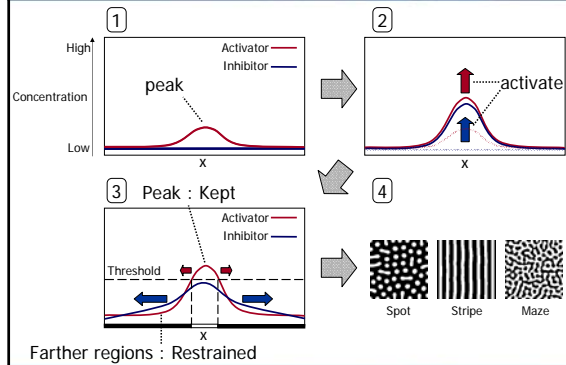 1
High
Activator
Inhibitor
peak
Concentration
Low
x
2
activate
x
3
Peak : Kept
Activator
Inhibitor
Threshold
x
Farther regions : Restrained
4
Spot
Stripe
Maze